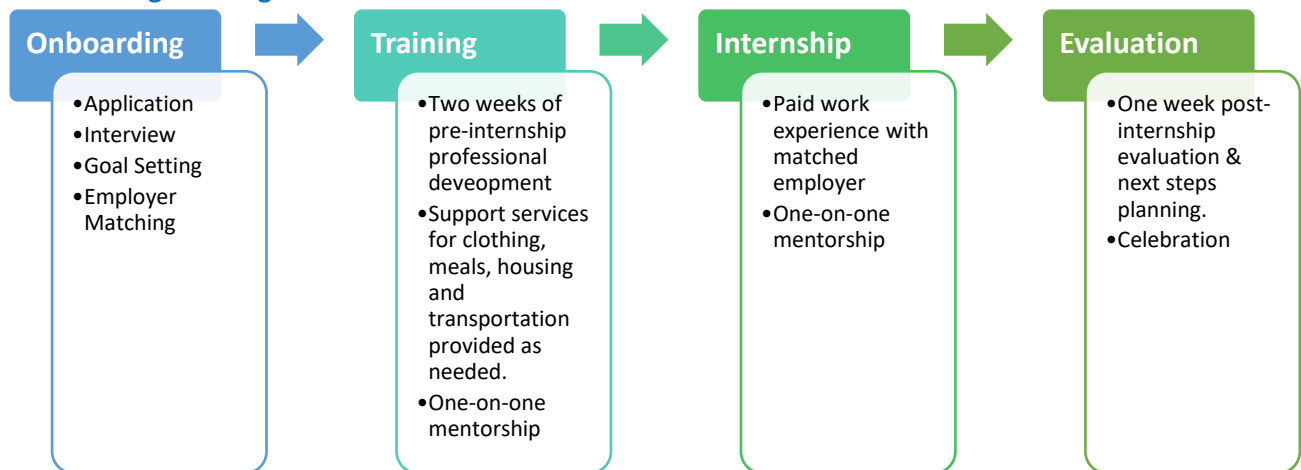 Onboarding
•Application
•Interview
•Goal Setting
•Employer
Matching
Training
•Two weeks of
pre-internship
professional
deveopment
•Support services
for clothing,
meals, housing
and
transportation
provided as
needed.
•One-on-one
mentorship
Internship
•Paid work
experience with
matched
employer
•One-on-one
mentorship
Evaluation
•One week post-
internship
evaluation &
next steps
planning.
•Celebration